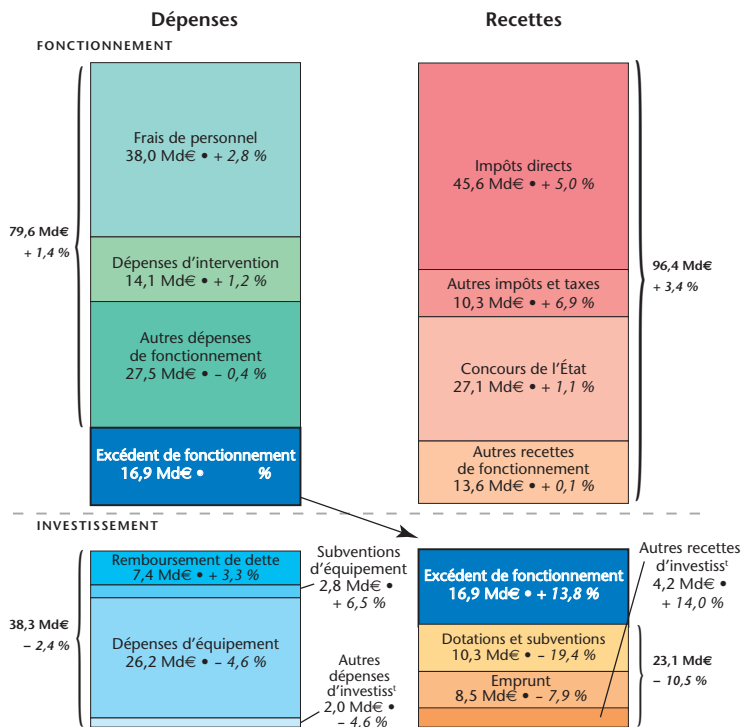 Dépenses
Recettes
FONCTIONNEMENT
Frais de personnel
38,0 Md€ • + 2,8 %
Dépenses d'intervention
14,1 Md€ • + 1,2 %
Autres dépenses
de fonctionnement
27,5 Md€ • – 0,4 %
79,6 Md€
+ 1,4 %
Excédent de fonctionnement
16,9 Md€ • %
Impôts directs
45,6 Md€ • + 5,0 %
Autres impôts et taxes
10,3 Md€ • + 6,9 %
Concours de l'État
27,1 Md€ • + 1,1 %
Autres recettes
de fonctionnement
13,6 Md€ • + 0,1 %
96,4 Md€
+ 3,4 %
INVESTISSEMENT
Remboursement de dette
7,4 Md€ • + 3,3 %
Subventions
d'équipement
2,8 Md€ •
+ 6,5 %
Dépenses d'équipement
26,2 Md€ • – 4,6 %
Autres
dépenses
d'investissᵗ
2,0 Md€ •
– 4,6 %
38,3 Md€
– 2,4 %
Excédent de fonctionnement
16,9 Md€ • + 13,8 %
Dotations et subventions
10,3 Md€ • – 19,4 %
Emprunt
8,5 Md€ • – 7,9 %
Autres recettes
d'investissᵗ
4,2 Md€ •
+ 14,0 %
23,1 Md€
– 10,5 %